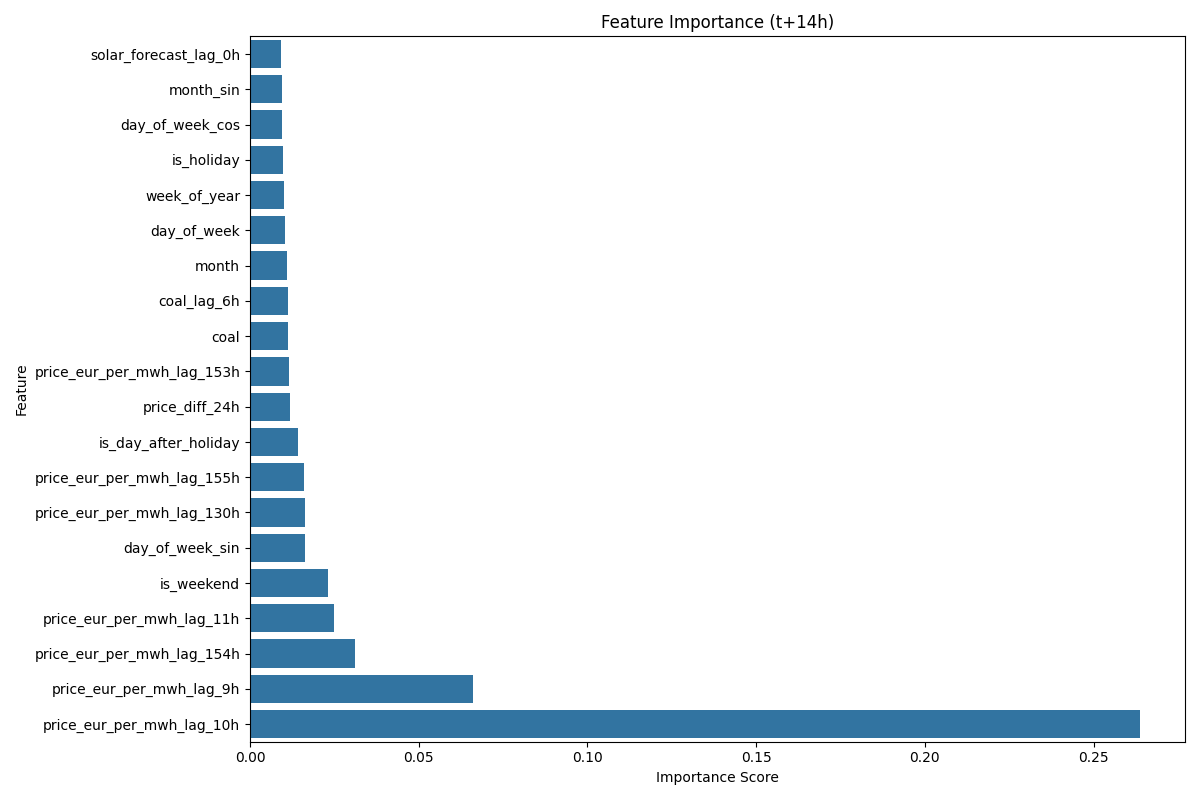 Feature Importance (t+14h)
solar_forecast_lag_0h
month_sin
day_of_week_cos
is_holiday
week_of_year
day_of_week
month
coal_lag_6h
coal
price_eur_per_mwh_lag_153h
price_diff_24h
is_day_after_holiday
price_eur_per_mwh_lag_155h
price_eur_per_mwh_lag_130h
day_of_week_sin
is_weekend
price_eur_per_mwh_lag_11h
price_eur_per_mwh_lag_154h
price_eur_per_mwh_lag_9h
price_eur_per_mwh_lag_10h
Feature
0.00 0.05 0.10 0.15 0.20 0.25
Importance Score